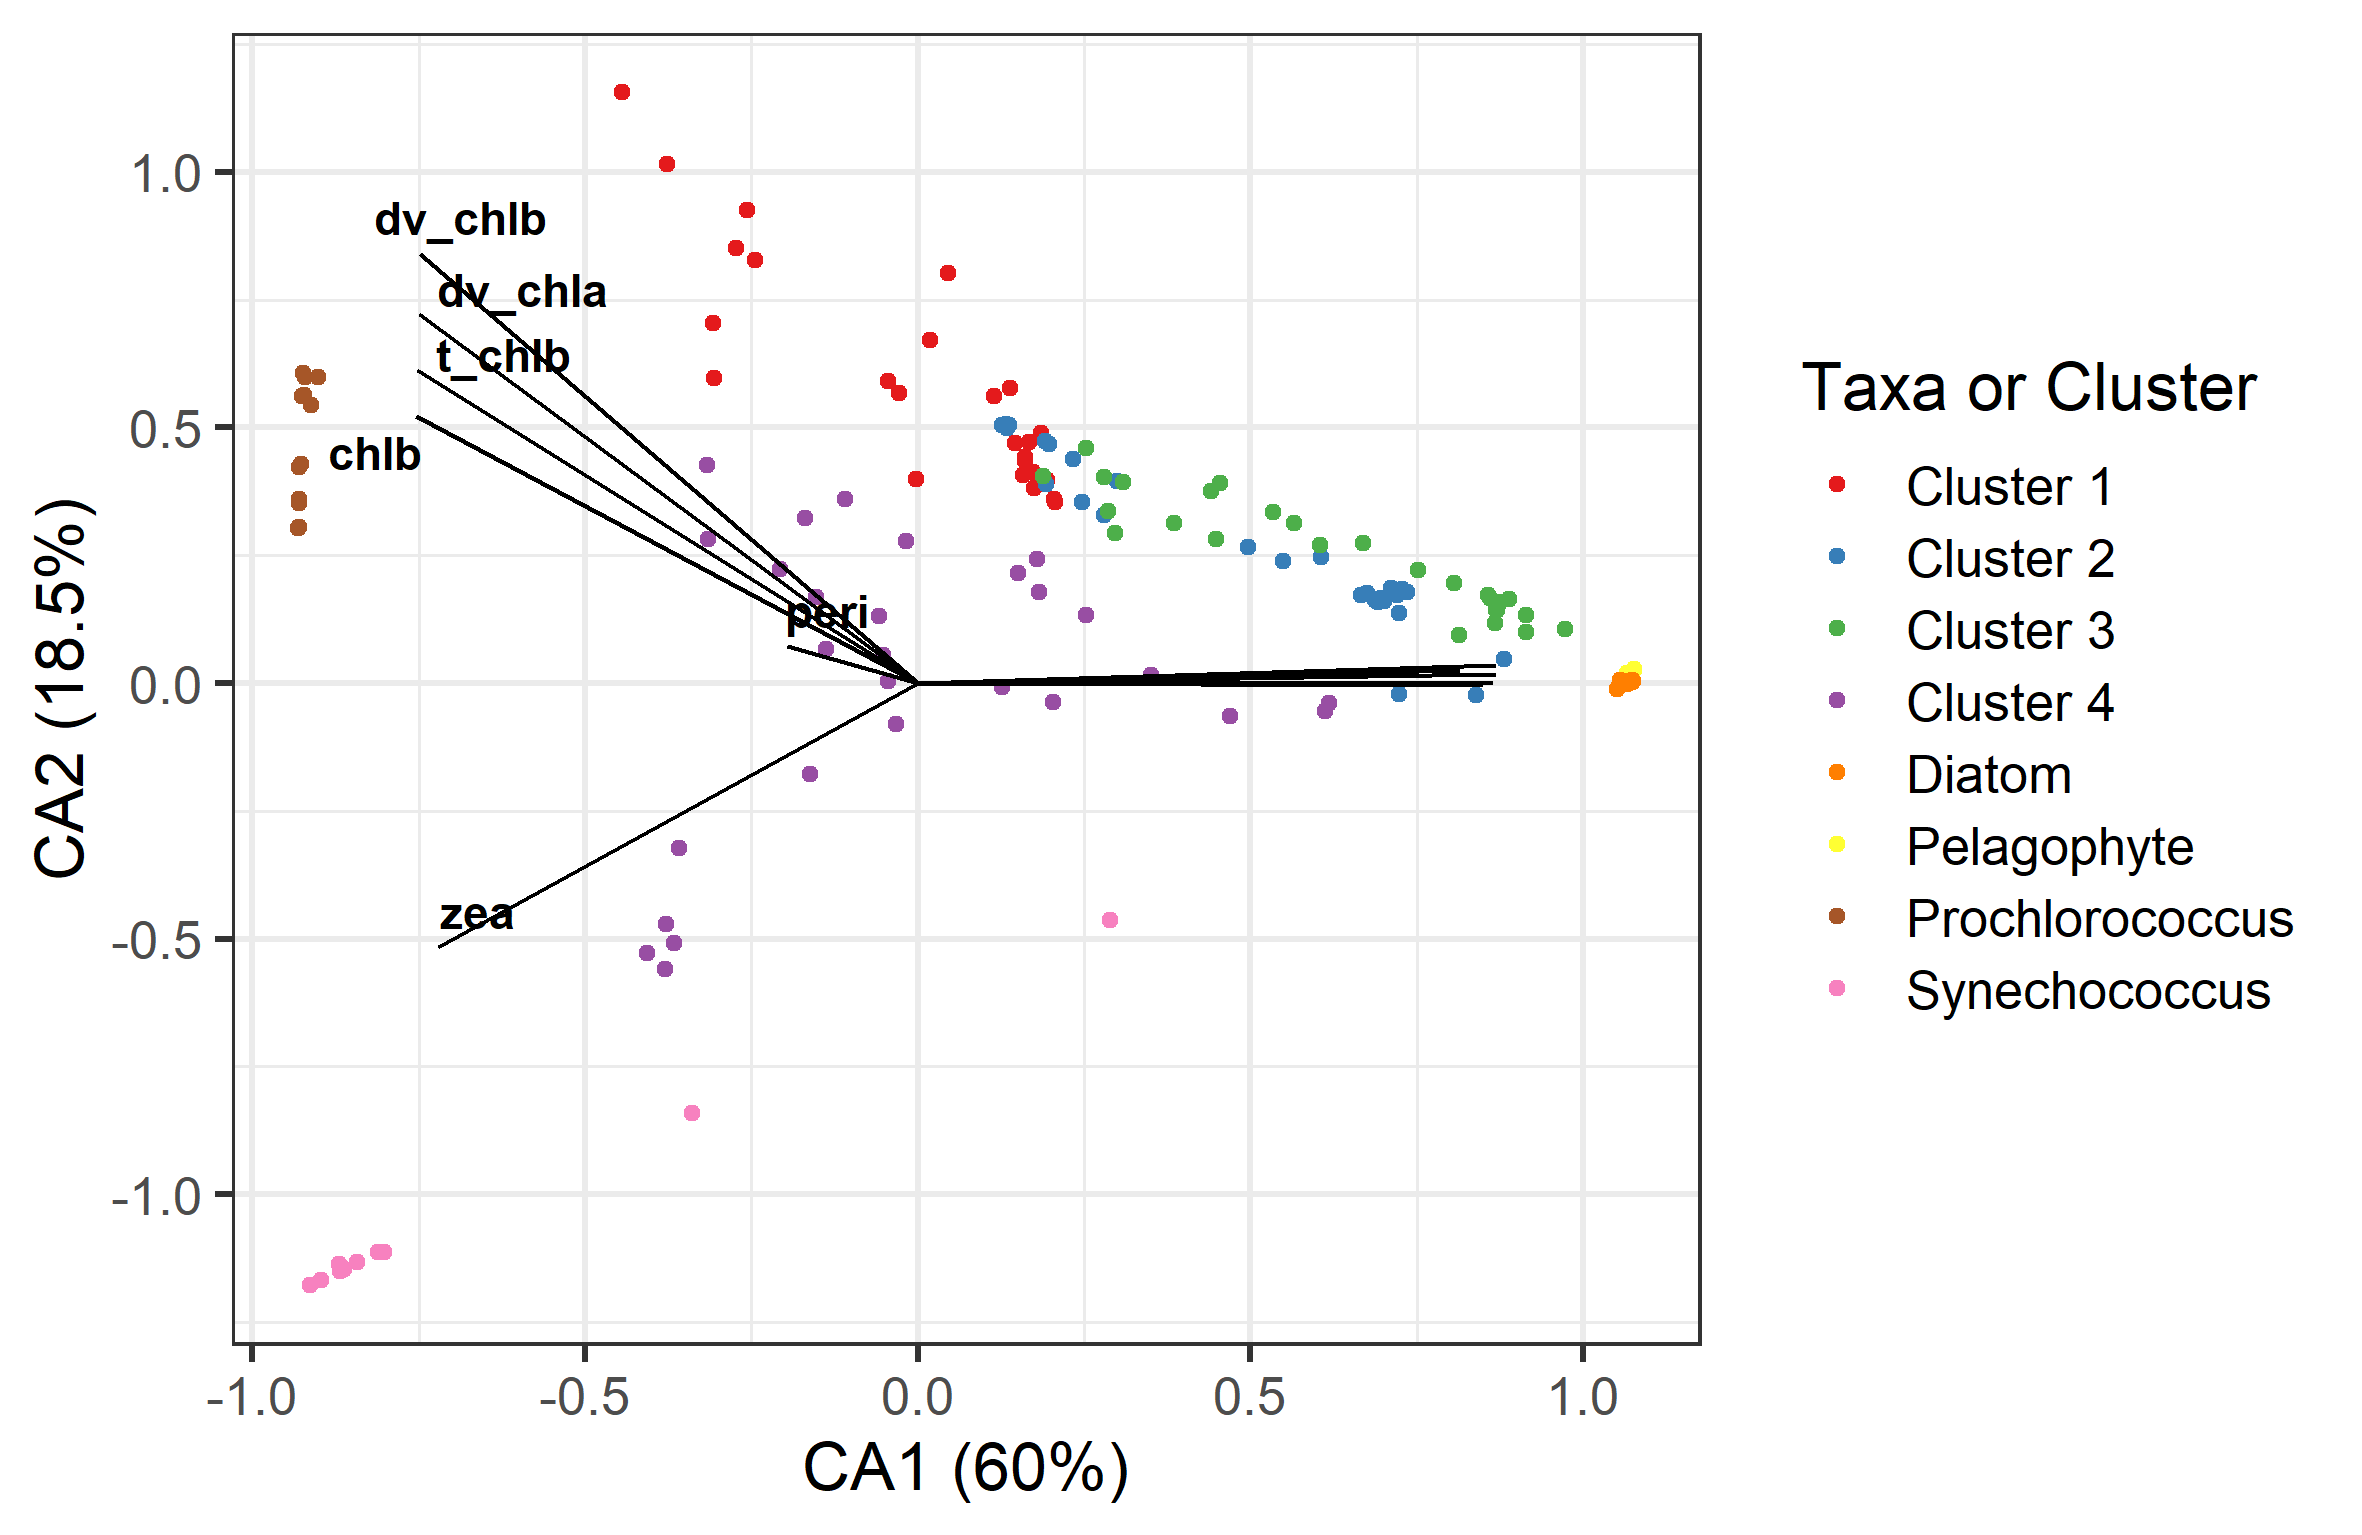 dv_chlb
dv_chla
t_chlb
chlb
peri
zea
1.0
0.5
0.0
-0.5
-1.0
CA2 (18.5%)
-1.0
-0.5
0.0
0.5
1.0
CA1 (60%)
Taxa or Cluster
Cluster 1
Cluster 2
Cluster 3
Cluster 4
Diatom
Pelagophyte
Prochlorococcus
Synechococcus